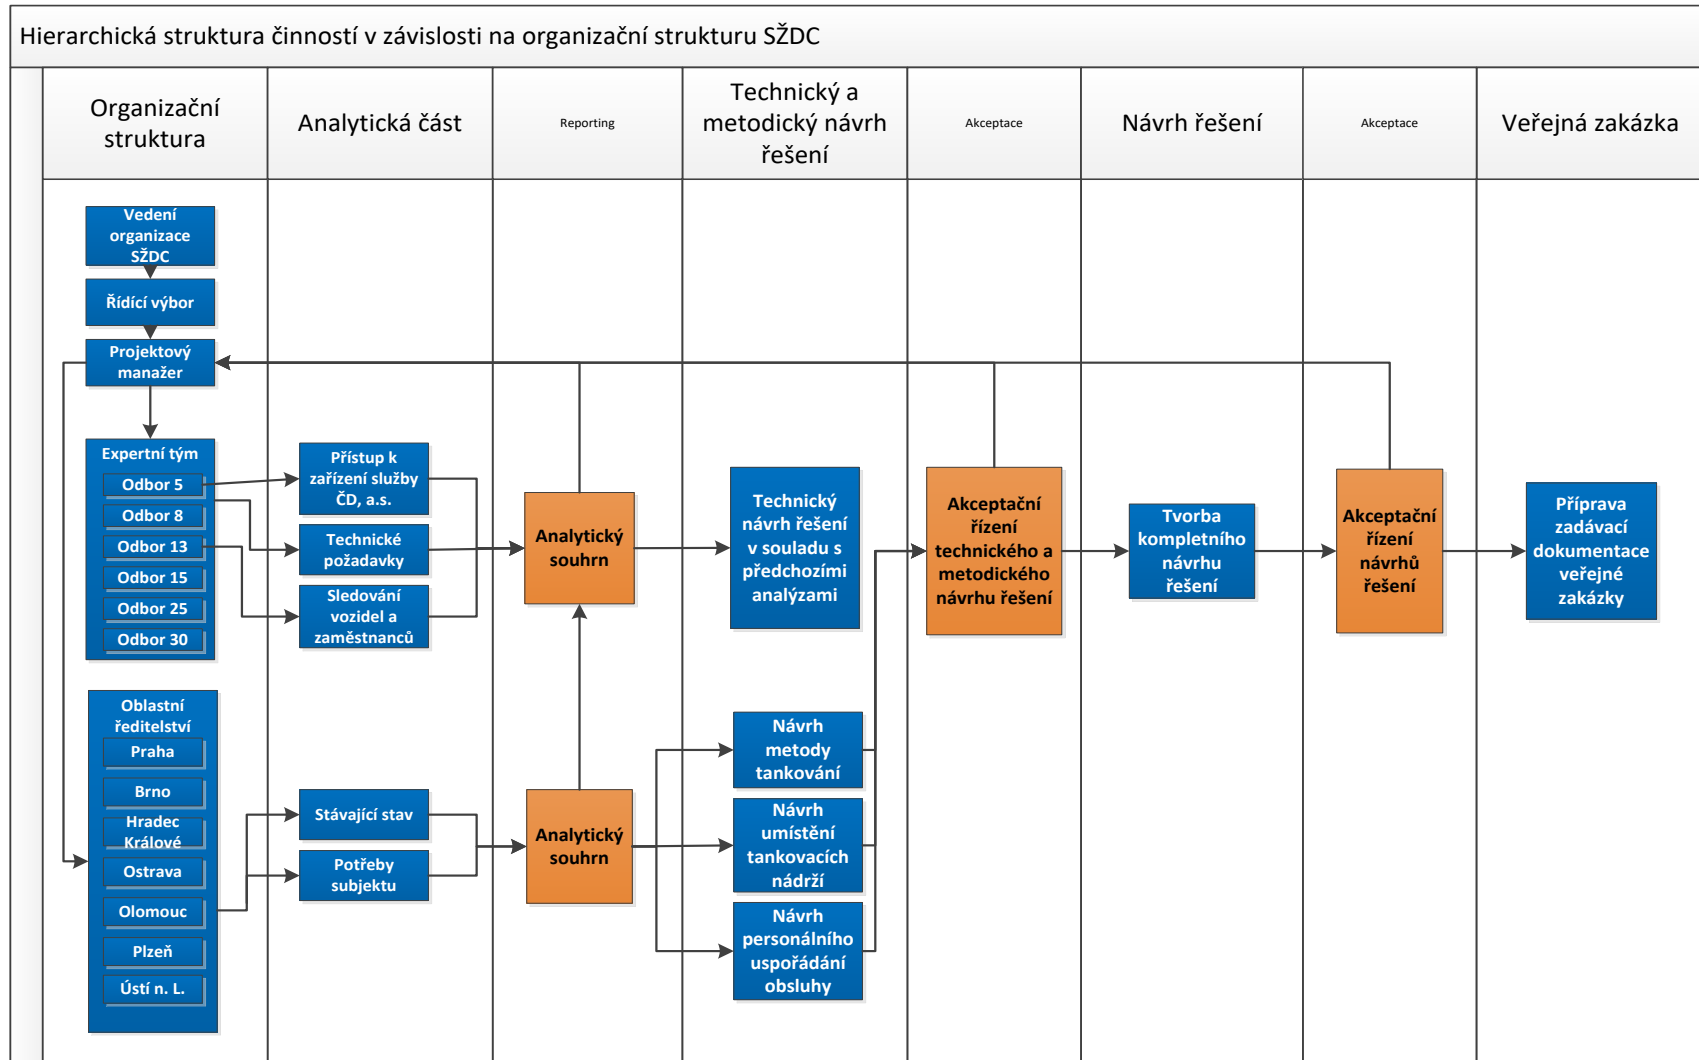 Hierarchická struktura činností v závislosti na organizační strukturu SŽDC
Organizační
struktura
Analytická část
Reporting
Technický a
metodický návrh
řešení
Akceptace
Návrh řešení
Akceptace
Veřejná zakázka
Vedení
organizace
SŽDC
Řídící výbor
Projektový
manažer
Expertní tým
Odbor 5
Odbor 8
Odbor 13
Odbor 15
Odbor 25
Odbor 30
Oblastní
ředitelství
Praha
Brno
Hradec
Králové
Ostrava
Olomouc
Plzeň
Ústí n. L.
Přístup k
zařízení služby
ČD, a.s.
Technické
požadavky
Sledování
vozidel a
zaměstnanců
Stávající stav
Potřeby
subjektu
Analytický
souhrn
Analytický
souhrn
Technický
návrh řešení
v souladu s
předchozími
analýzami
Návrh
metody
tankování
Návrh
umístění
tankovacích
nádrží
Návrh
personálního
uspořádání
obsluhy
Akceptační
řízení
technického a
metodického
návrhu řešení
Tvorba
kompletního
návrhu
řešení
Akceptační
řízení
návrhů
řešení
Příprava
zadávací
dokumentace
veřejné
zakázky